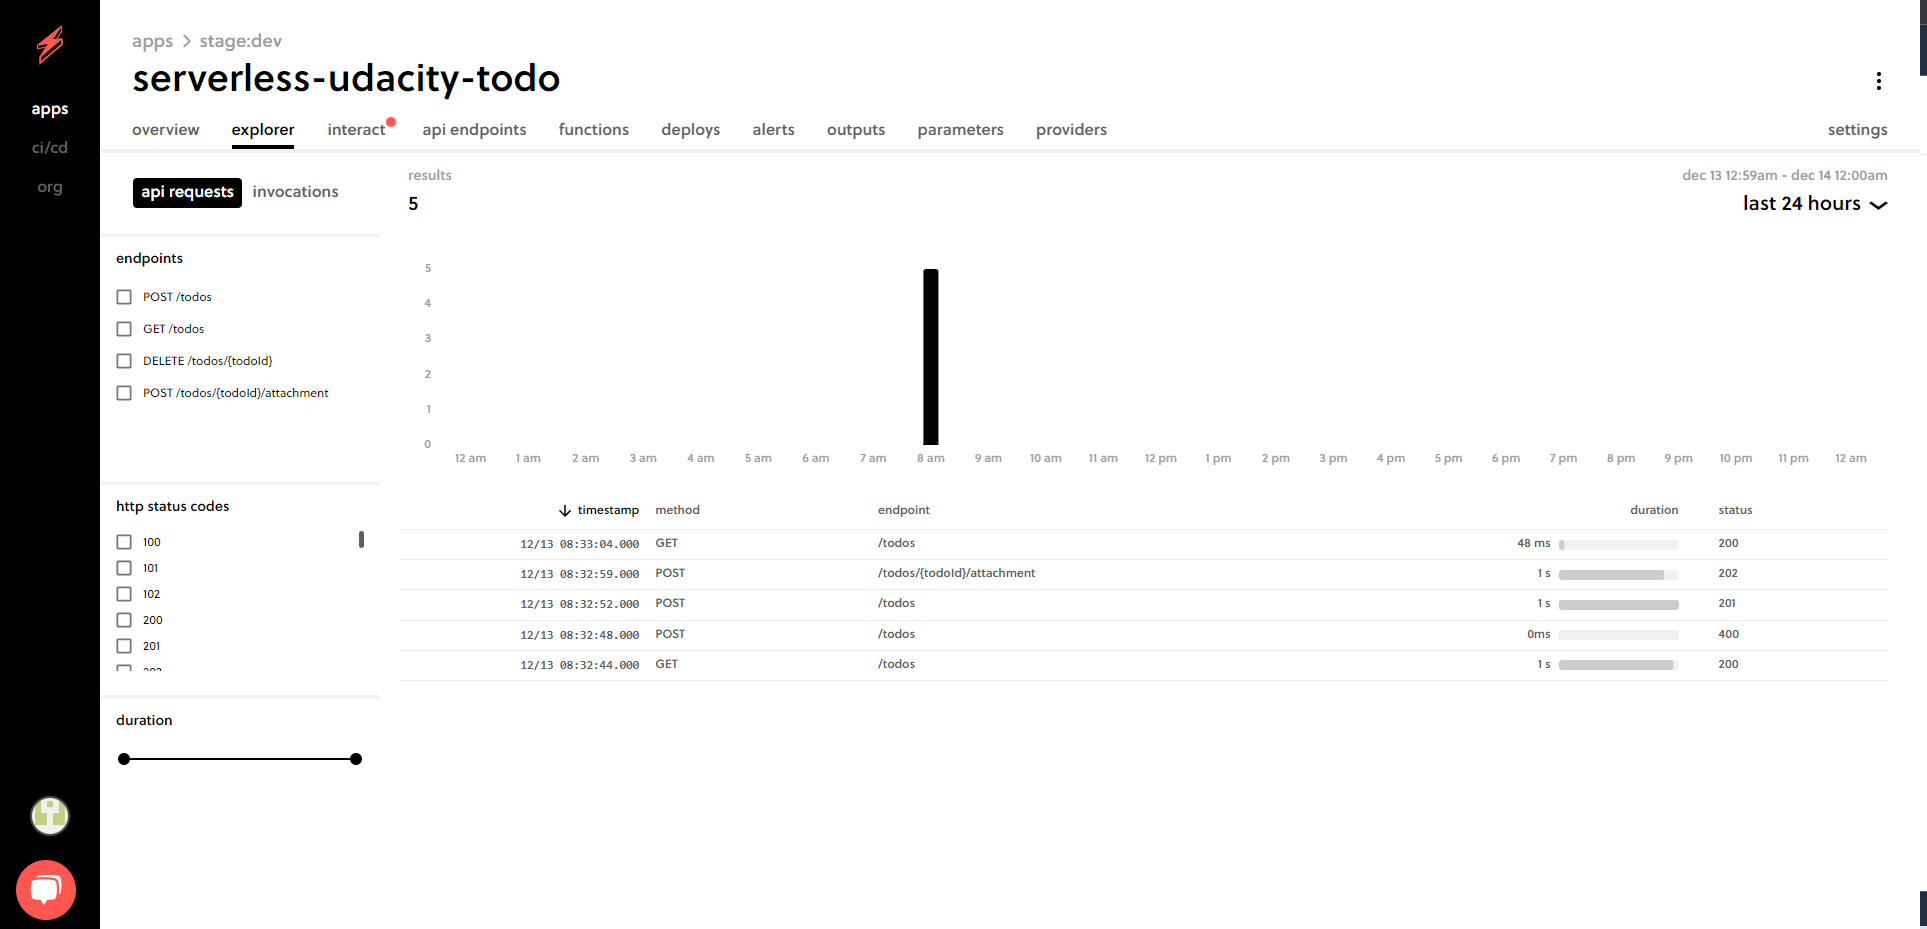 apps
ci/cd
org
apps > stage:dev
serverless-udacity-todo
overview explorer interact api endpoints functions deploys alerts outputs parameters providers settings
api requests invocations
endpoints
POST /todos
GET /todos
DELETE /todos/{todoId}
POST /todos/{todoId}/attachment
http status codes
100
101
102
200
201
duration
results
5
dec 13 12:59am - dec 14 12:00am
last 24 hours
5
4
3
2
1
0
12 am 1 am 2 am 3 am 4 am 5 am 6 am 7 am 8 am 9 am 10 am 11 am 12 pm 1 pm 2 pm 3 pm 4 pm 5 pm 6 pm 7 pm 8 pm 9 pm 10 pm 11 pm 12 am
timestamp method endpoint duration status
12/13 08:33:04.000 GET /todos 48 ms 200
12/13 08:32:59.000 POST /todos/{todoId}/attachment 1 s 202
12/13 08:32:52.000 POST /todos 1 s 201
12/13 08:32:48.000 POST /todos 0ms 400
12/13 08:32:44.000 GET /todos 1 s 200